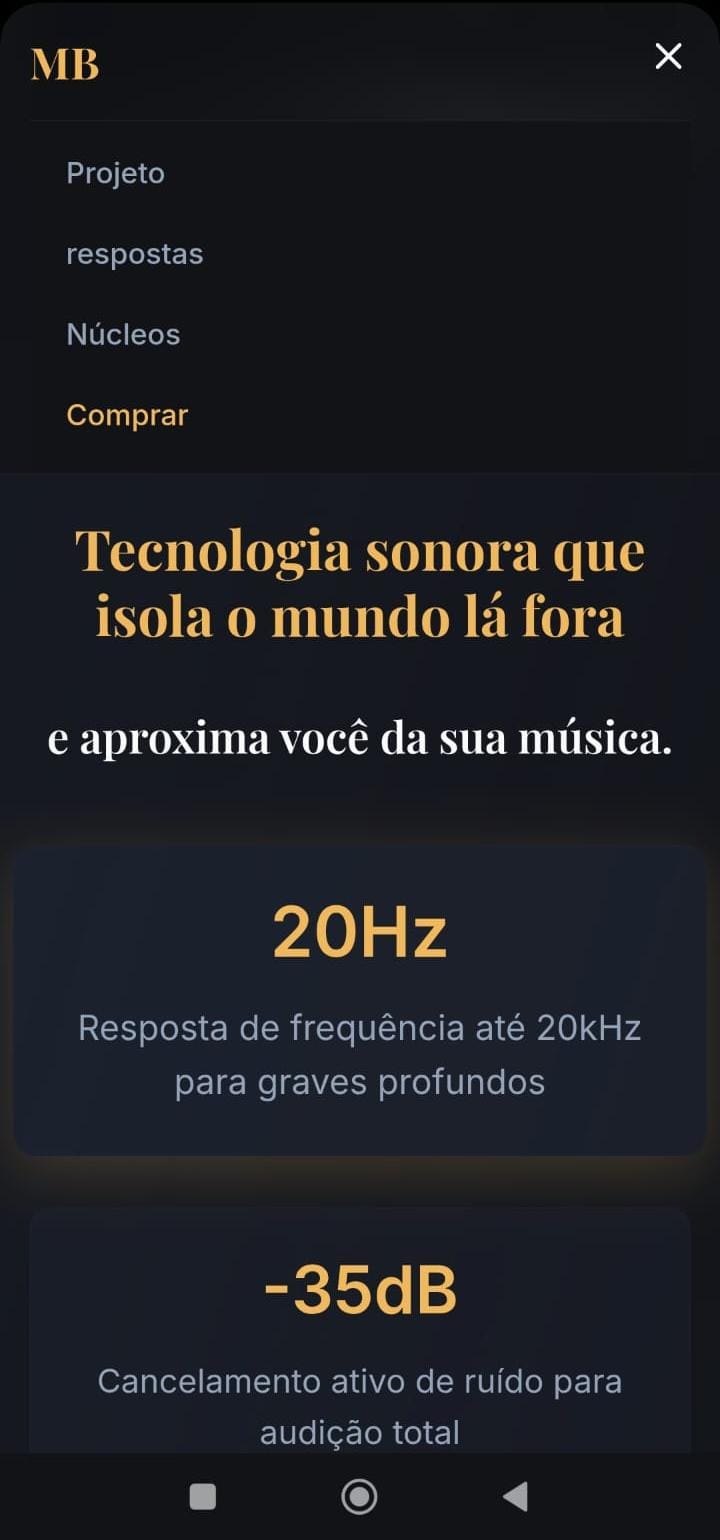 MB
Projeto
respostas
Núcleos
Comprar
Tecnologia sonora que
isola o mundo lá fora
e aproxima você da sua música.
20Hz
Resposta de frequência até 20kHz
para graves profundos
-35dB
Cancelamento ativo de ruído para
audição total